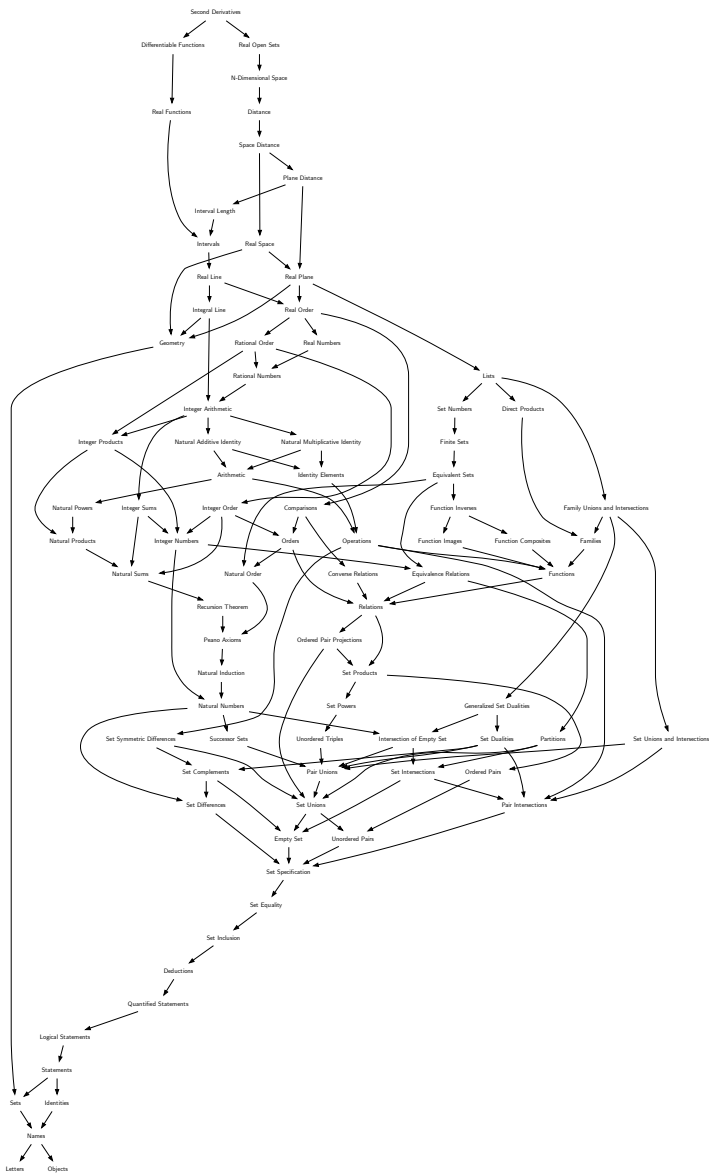 Second Derivatives
Differentiable Functions Real Open Sets
N-Dimensional Space
Real Functions Distance
Space Distance
Plane Distance
Interval Length
Intervals Real Space
Real Line Real Plane
Integral Line Real Order
Geometry Rational Order Real Numbers
Rational Numbers Lists
Integer Arithmetic Set Numbers Direct Products
Integer Products Natural Additive Identity Natural Multiplicative Identity Finite Sets
Arithmetic Identity Elements Equivalent Sets
Natural Powers Integer Sums Integer Order Comparisons Function Inverses Family Unions and Intersections
Natural Products Integer Numbers Orders Operations Function Images Function Composites Families
Natural Sums Natural Order Converse Relations Equivalence Relations Functions
Recursion Theorem Relations
Peano Axioms Ordered Pair Projections
Natural Induction Set Products
Natural Numbers Set Powers Generalized Set Dualities
Set Symmetric Differences Successor Sets Unordered Triples Intersection of Empty Set Set Dualities Partitions Set Unions and Intersections
Set Complements Pair Unions Set Intersections Ordered Pairs
Set Differences Set Unions Pair Intersections
Empty Set Unordered Pairs
Set Specification
Set Equality
Set Inclusion
Deductions
Quantified Statements
Logical Statements
Statements
Sets Identities
Names
Letters Objects